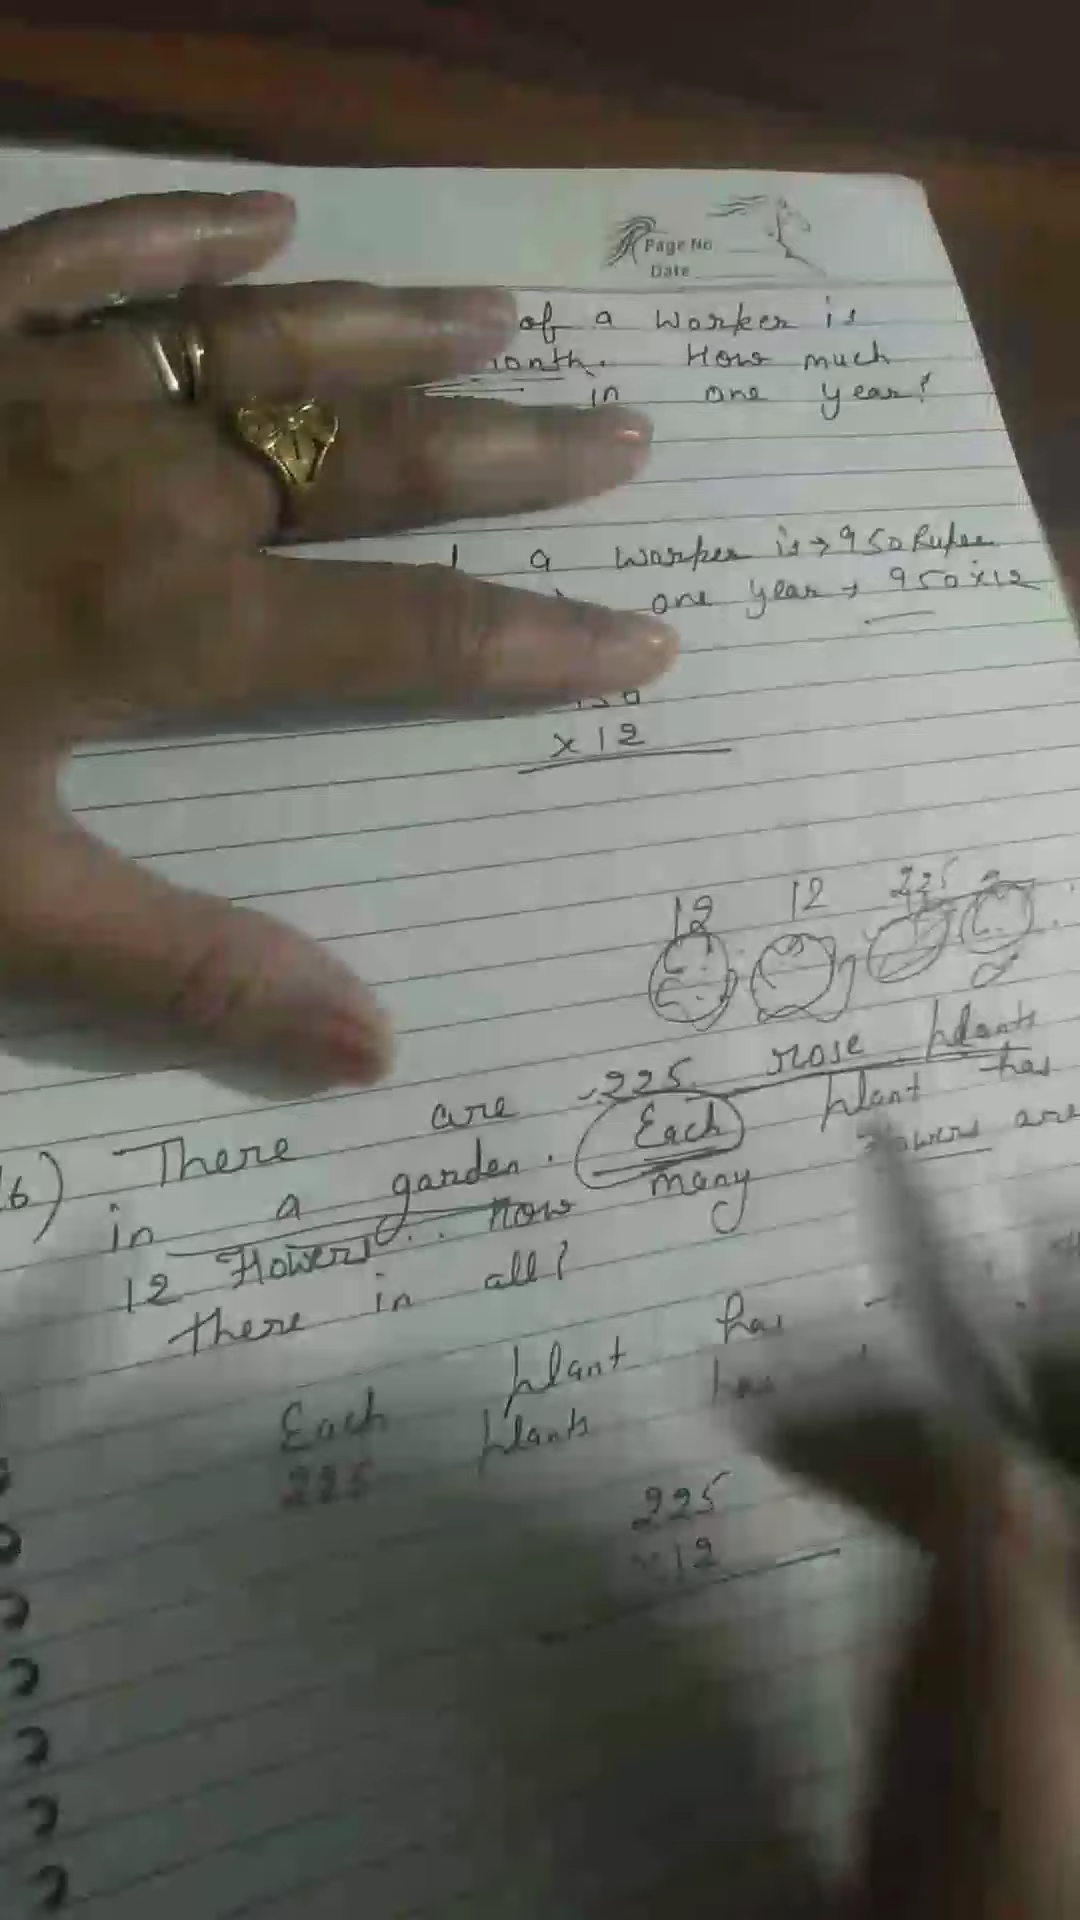 Page No.
Date
of a worker is
onth. How much
in one year?
a worker is → 950 Rupee
one year → 950 x 12
x 12
12 12 225
6) There are 225 rose plants
in a garden. Each plant has
12 flowers. How many flowers are
there in all?
Each plant has
225 plants has
225
x 12